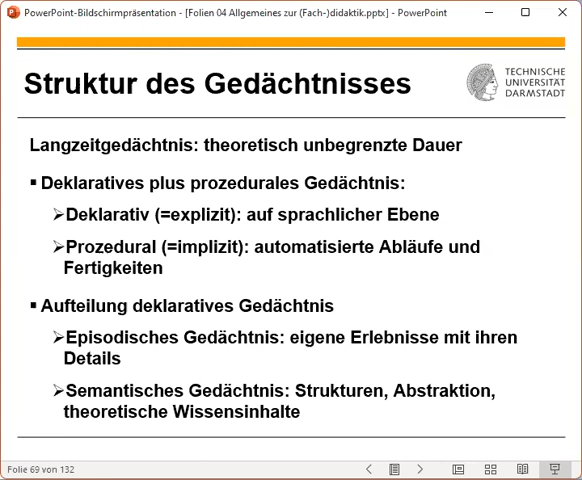 PowerPoint-Bildschirmpräsentation - [Folien 04 Allgemeines zur (Fach-)didaktik.pptx] - PowerPoint
Struktur des Gedächtnisses
TECHNISCHE
UNIVERSITÄT
DARMSTADT
Langzeitgedächtnis: theoretisch unbegrenzte Dauer
▪ Deklaratives plus prozedurales Gedächtnis:
➢Deklarativ (=explizit): auf sprachlicher Ebene
➢Prozedural (=implizit): automatisierte Abläufe und
Fertigkeiten
▪ Aufteilung deklaratives Gedächtnis
➢Episodisches Gedächtnis: eigene Erlebnisse mit ihren
Details
➢Semantisches Gedächtnis: Strukturen, Abstraktion,
theoretische Wissensinhalte
Folie 69 von 132